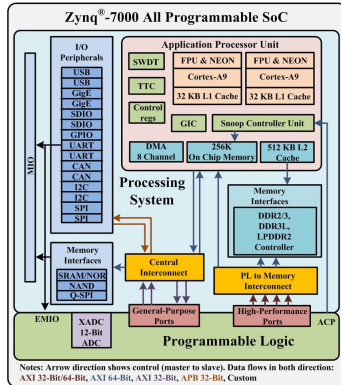 Zynq®-7000 All Programmable SoC
I/O
Peripherals
USB
USB
GigE
GigE
SDIO
SDIO
GPIO
UART
UART
CAN
CAN
I2C
I2C
SPI
SPI
MIO
Application Processor Unit
SWDT
TTC
Control
regs
FPU & NEON
Cortex-A9
32 KB L1 Cache
FPU & NEON
Cortex-A9
32 KB L1 Cache
GIC
Snoop Controller Unit
DMA
8 Channel
256K
On Chip Memory
512 KB L2
Cache
Processing
System
Memory
Interfaces
DDR2/3,
DDR3L,
LPDDR2
Controller
Memory Interfaces
SRAM/NOR
NAND
Q-SPI
Central
Interconnect
PL to Memory
Interconnect
EMIO
XADC
12-Bit
ADC
General-Purpose
Ports
High-Performance
Ports
ACP
Programmable Logic
Notes: Arrow direction shows control (master to slave). Data flows in both direction:
AXI 32-Bit/64-Bit, AXI 64-Bit, AXI 32-Bit, APB 32-Bit, Custom